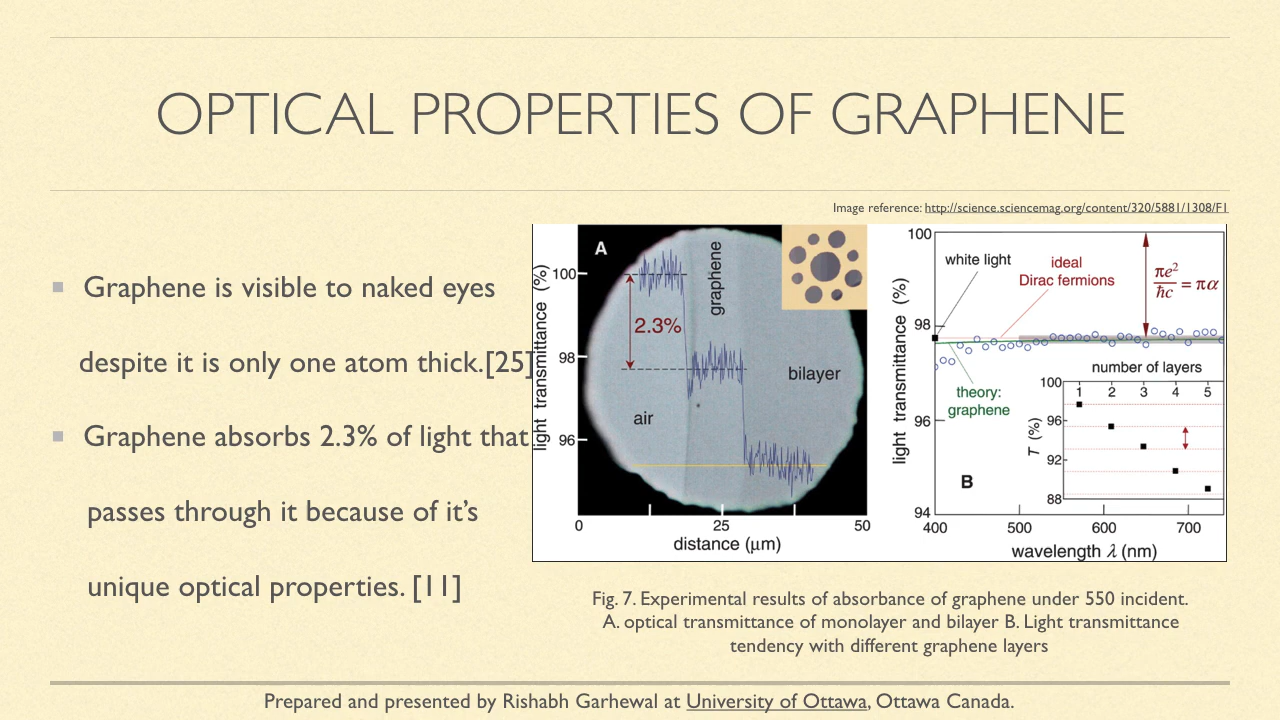 OPTICAL PROPERTIES OF GRAPHENE
Image reference: http://science.sciencemag.org/content/320/5881/1308/F1
▪ Graphene is visible to naked eyes
despite it is only one atom thick.[25]
▪ Graphene absorbs 2.3% of light that
passes through it because of it’s
unique optical properties. [11]
A
light transmittance (%)
100
98
96
2.3%
graphene
air
bilayer
0 25 50
distance (μm)
light transmittance (%)
100
98
96
94
white light
ideal
Dirac fermions
πe²/ħc = πα
theory:
graphene
B
number of layers
1 2 3 4 5
T (%)
100
96
92
88
400 500 600 700
wavelength λ (nm)
Fig. 7. Experimental results of absorbance of graphene under 550 incident.
A. optical transmittance of monolayer and bilayer B. Light transmittance
tendency with different graphene layers
Prepared and presented by Rishabh Garhewal at University of Ottawa, Ottawa Canada.